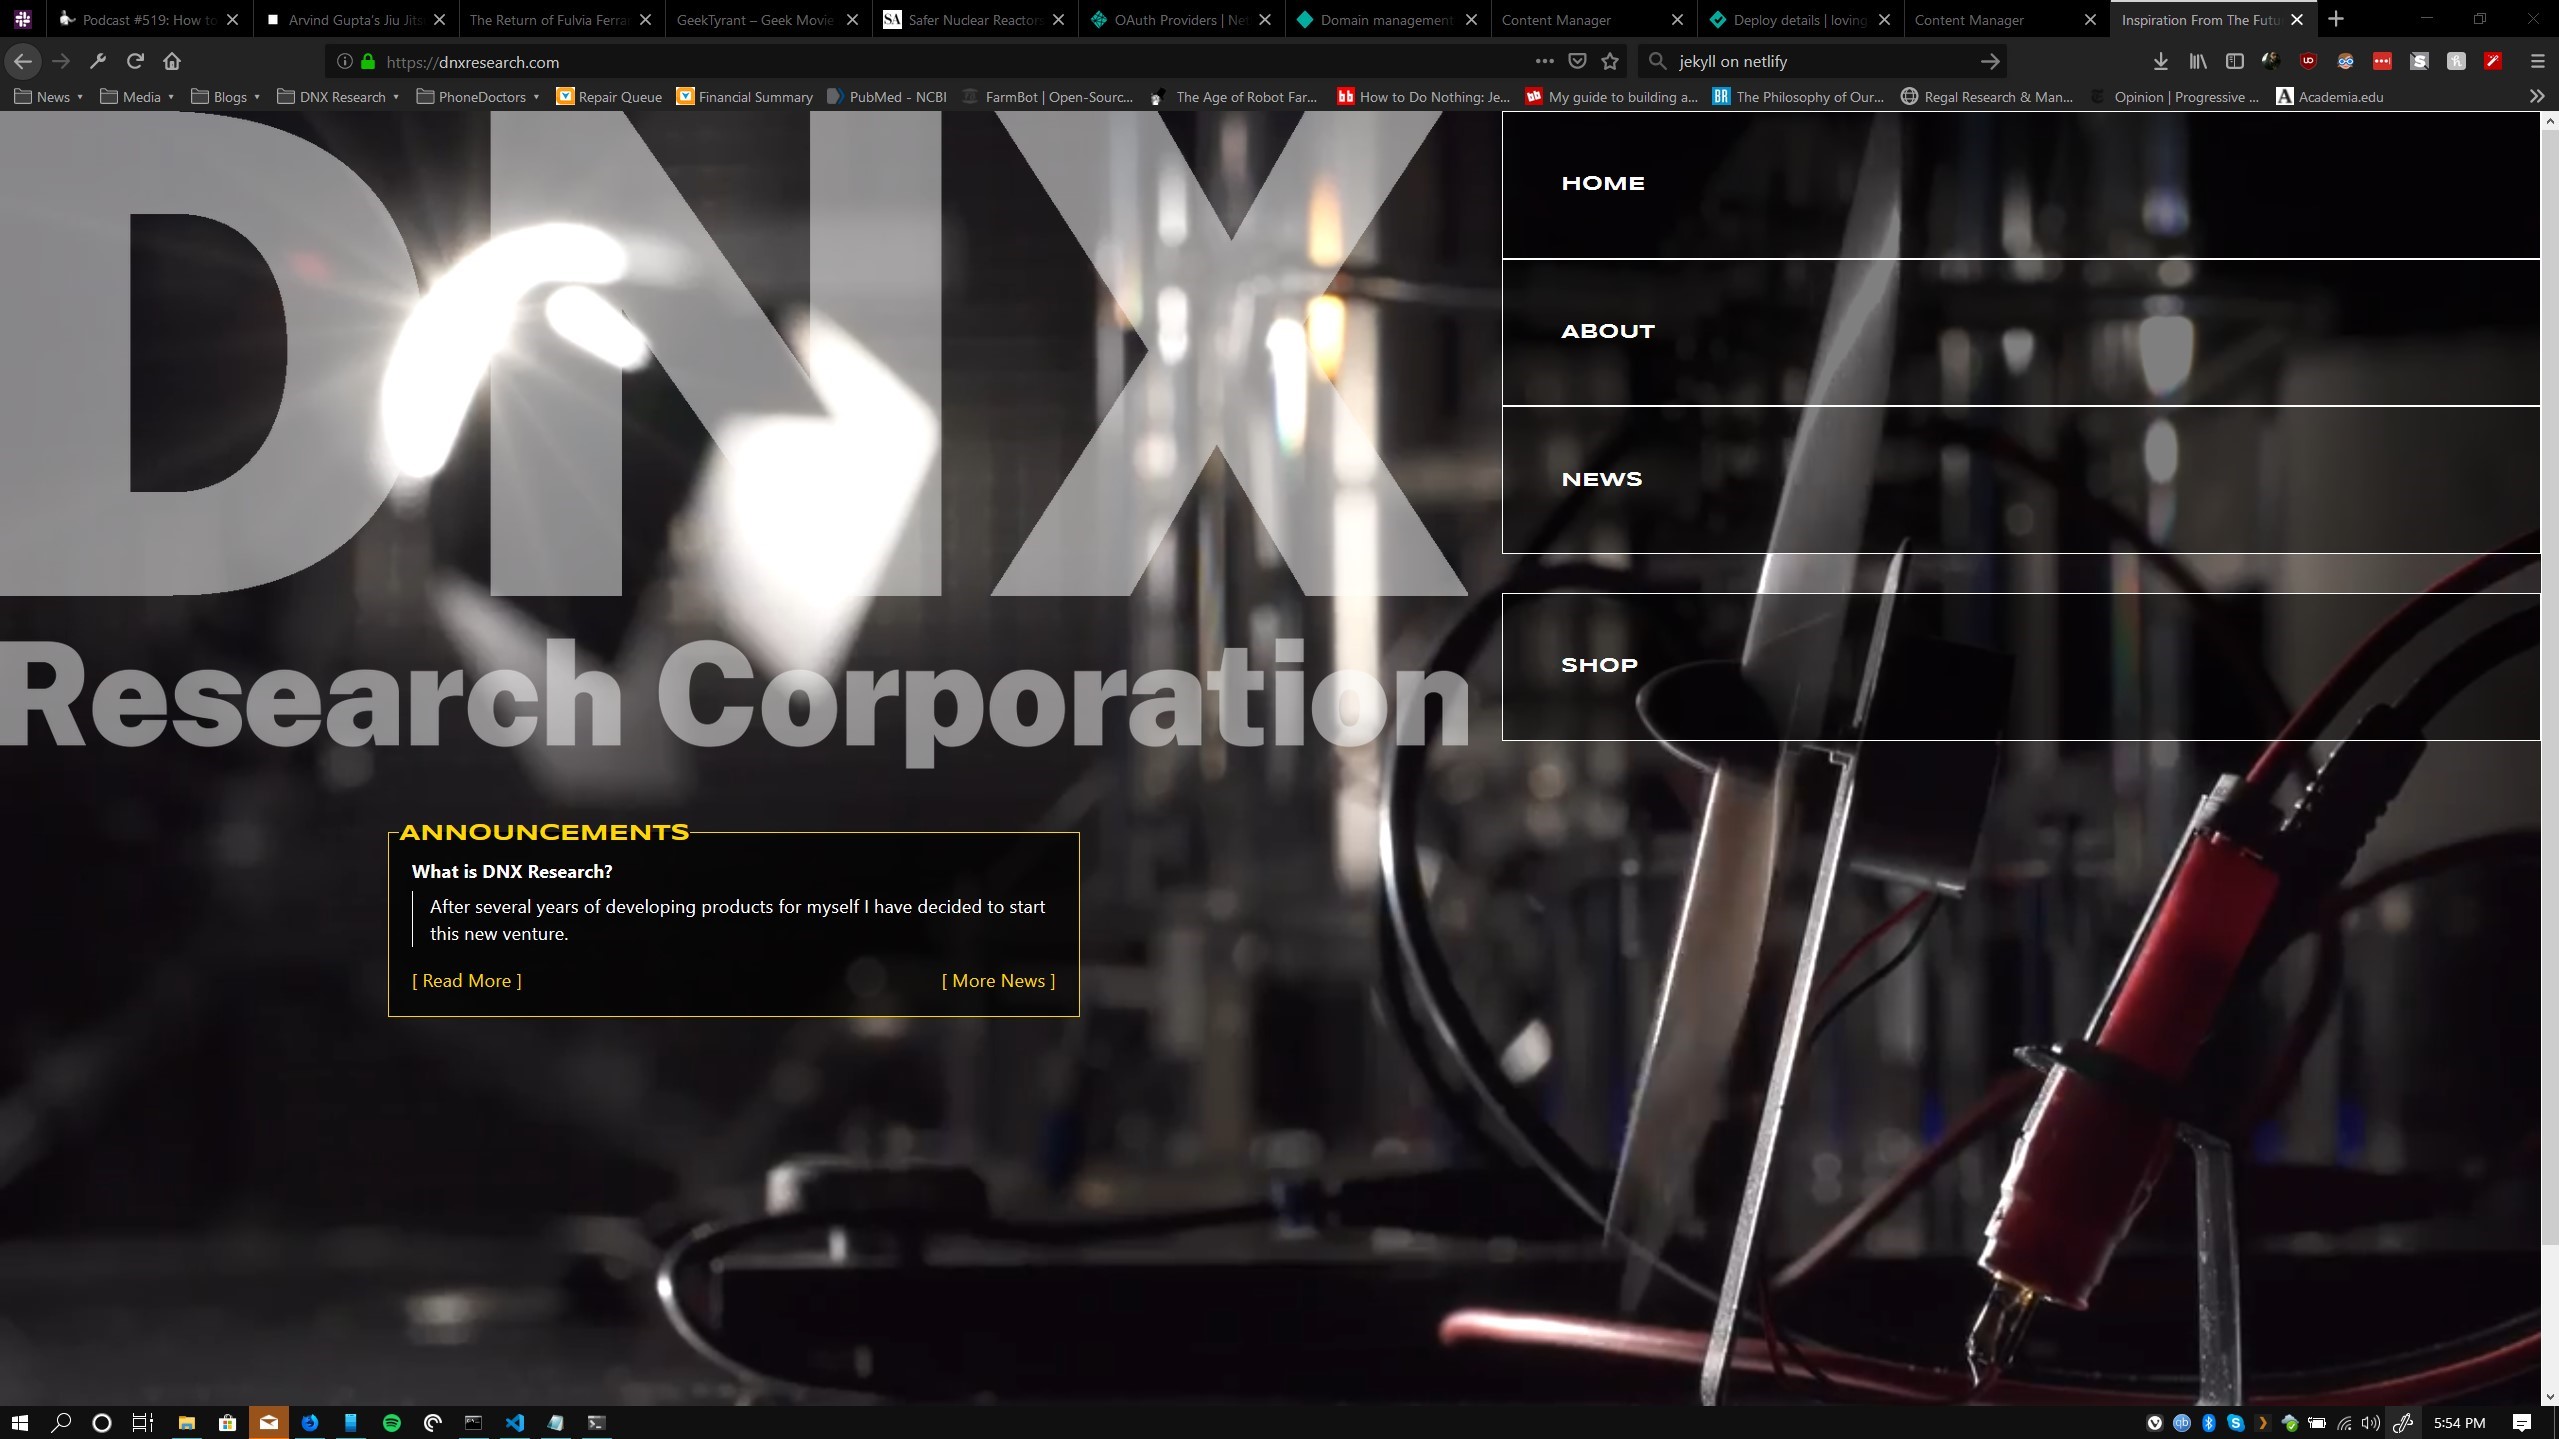 Podcast #519: How to
Arvind Gupta's Jiu Jits
The Return of Fulvia Ferra
GeekTyrant – Geek Movie
SA Safer Nuclear Reactors
OAuth Providers | Net
Domain management
Content Manager
Deploy details | loving
Content Manager
Inspiration From The Futu
https://dnxresearch.com
jekyll on netlify
News
Media
Blogs
DNX Research
PhoneDoctors
Repair Queue
Financial Summary
PubMed - NCBI
FarmBot | Open-Sourc...
The Age of Robot Far...
bb How to Do Nothing: Je...
bb My guide to building a...
BR The Philosophy of Our...
Regal Research & Man...
Opinion | Progressive ...
A Academia.edu
DNX
Research Corporation
HOME
ABOUT
NEWS
SHOP
ANNOUNCEMENTS
What is DNX Research?
After several years of developing products for myself I have decided to start
this new venture.
[ Read More ]
[ More News ]
5:54 PM